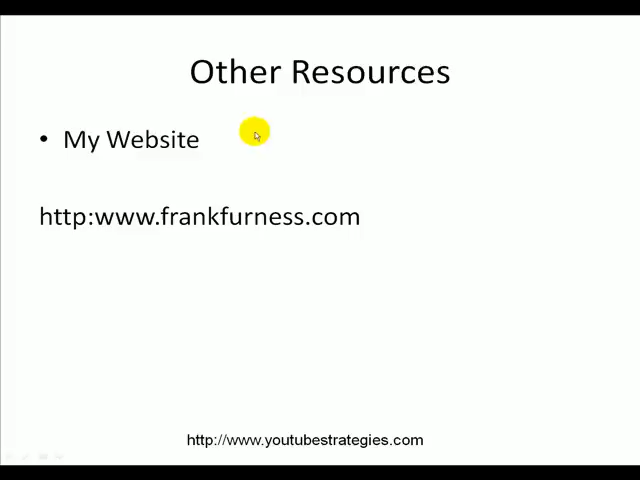 Other Resources
• My Website
http:www.frankfurness.com
http://www.youtubestrategies.com